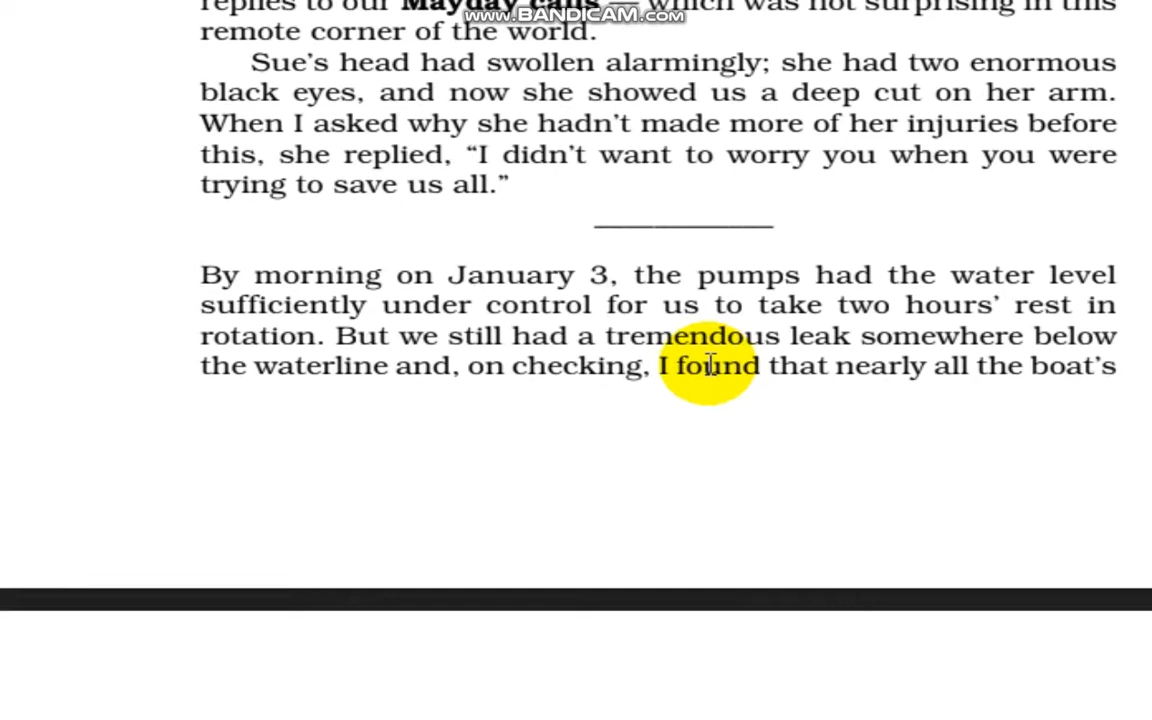 replies to our Mayday calls — which was not surprising in this
www.BANDICAM.com
remote corner of the world.
Sue's head had swollen alarmingly; she had two enormous
black eyes, and now she showed us a deep cut on her arm.
When I asked why she hadn't made more of her injuries before
this, she replied, “I didn't want to worry you when you were
trying to save us all.”
By morning on January 3, the pumps had the water level
sufficiently under control for us to take two hours' rest in
rotation. But we still had a tremendous leak somewhere below
the waterline and, on checking, I found that nearly all the boat's